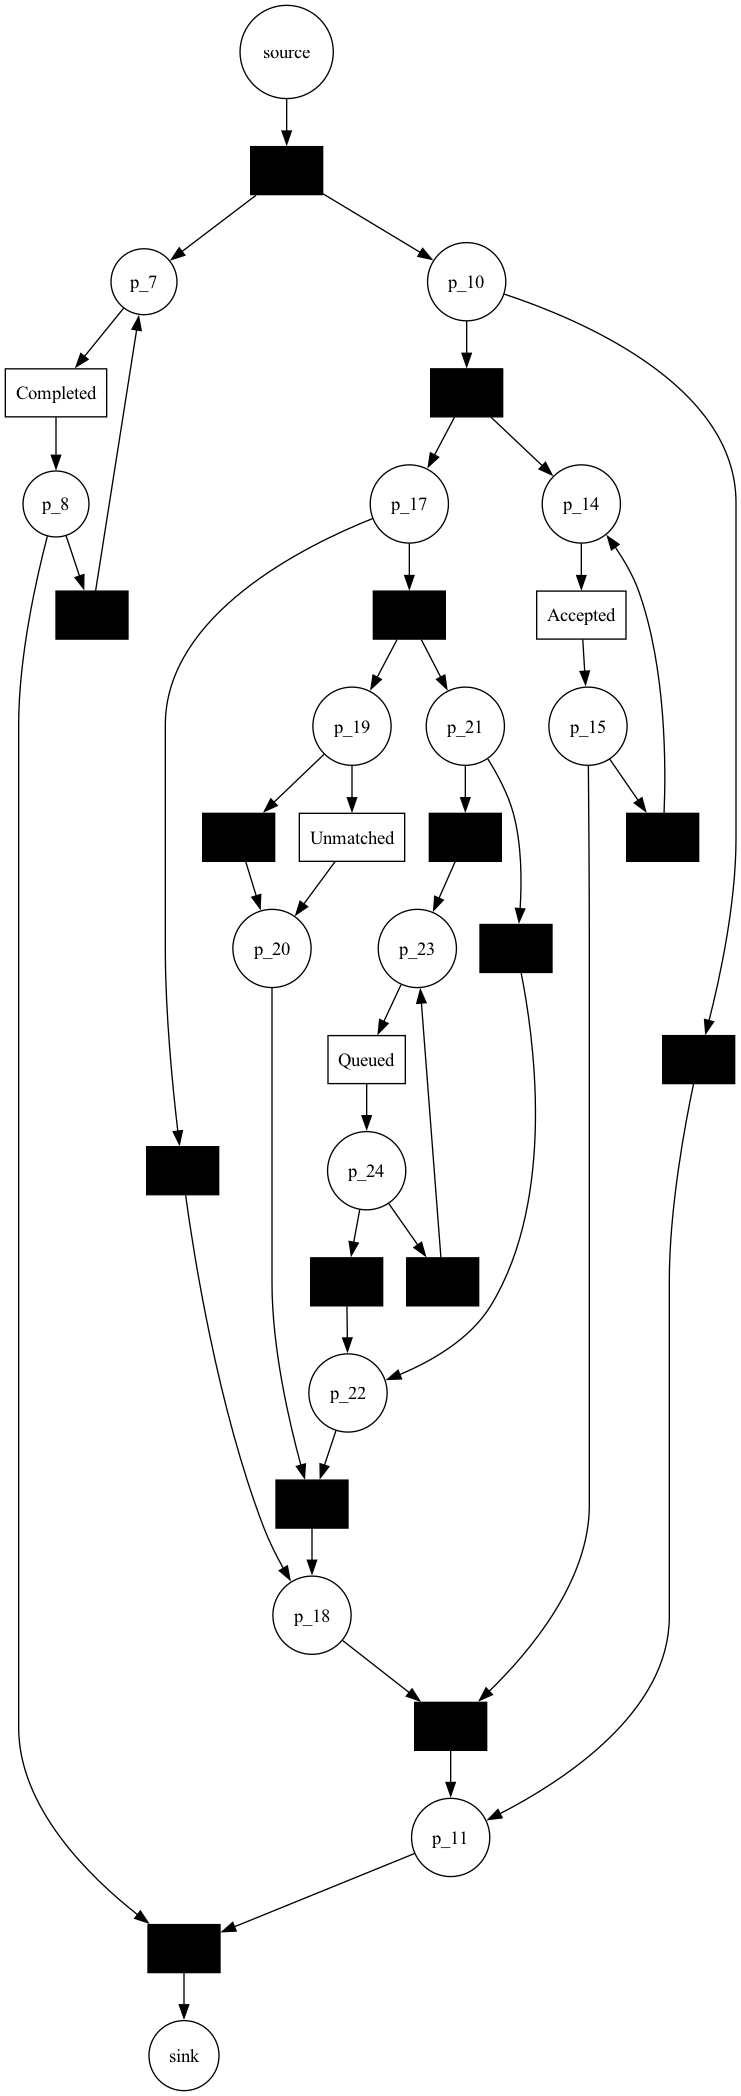 source
p_7
p_10
Completed
p_8
p_17
p_14
Accepted
p_19
p_21
p_15
Unmatched
p_20
p_23
Queued
p_24
p_22
p_18
p_11
sink